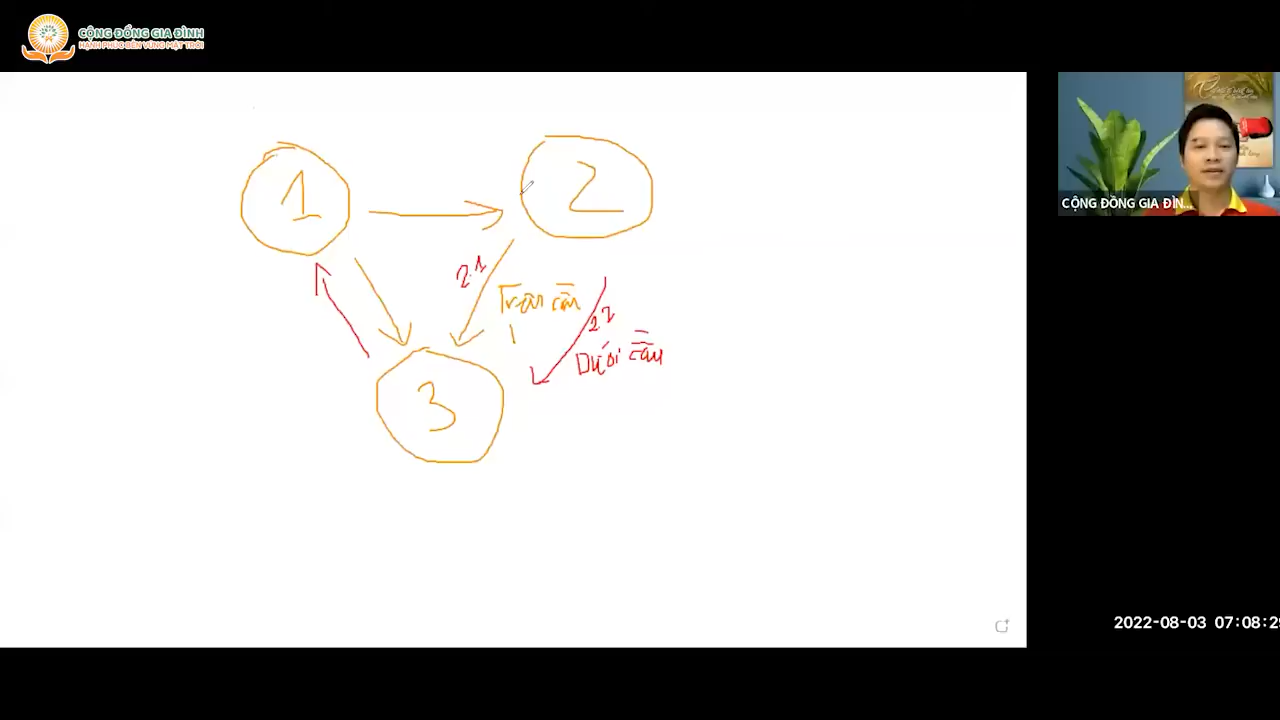 CỘNG ĐỒNG GIA ĐÌNH
HẠNH PHÚC BỀN VỮNG MẶT TRỜI
1
2
2.1
Trên cầu
2.2
Dưới cầu
3
CỘNG ĐỒNG GIA ĐÌN...
2022-08-03 07:08:29